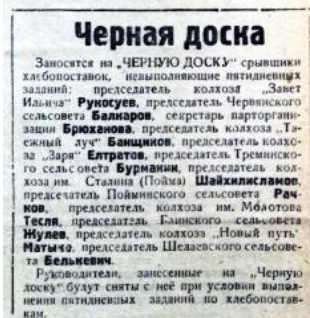 Черная доска
Заносятся на „ЧЕРНУЮ ДОСКУ" срывщики
хлебопоставок, невыполняющие пятидневных
заданий: председатель колхоза „Завет
Ильича" Рукосуев, председатель Червянского
сельсовета Балкаров, секретарь парторгани-
зации Брюханова, председатель колхоза „Та-
ежный луч" Банщиков, председатель колхо-
за „Заря" Елтратов, председатель Треминско-
го сельсовета Бурмакин, председатель кол-
хоза им. Сталина (Пойма) Шайхилисламов,
председатель Пойминского сельсовета Рач-
ков, председатель колхоза им. Молотова
Тесля, председатель Еланского сельсовета
Жулев, председатель колхоза „Новый путь"
Матыко, председатель Шелаевского сельсове-
та Белькевич.
Руководители, занесенные на „Черную
доску" будут сняты с неё при условии выпол-
нения пятидневных заданий по хлебопостав-
кам.